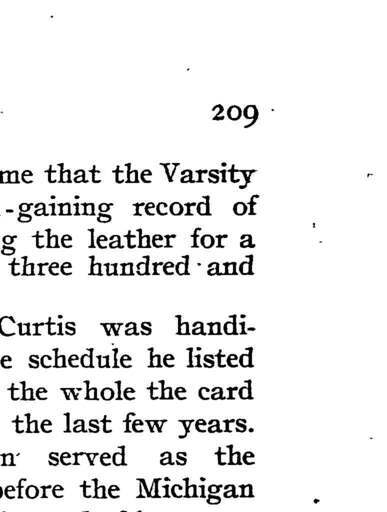 209
me that the Varsity
-gaining record of
g the leather for a
three hundred and
Curtis was handi-
e schedule he listed
the whole the card
the last few years.
n served as the
before the Michigan